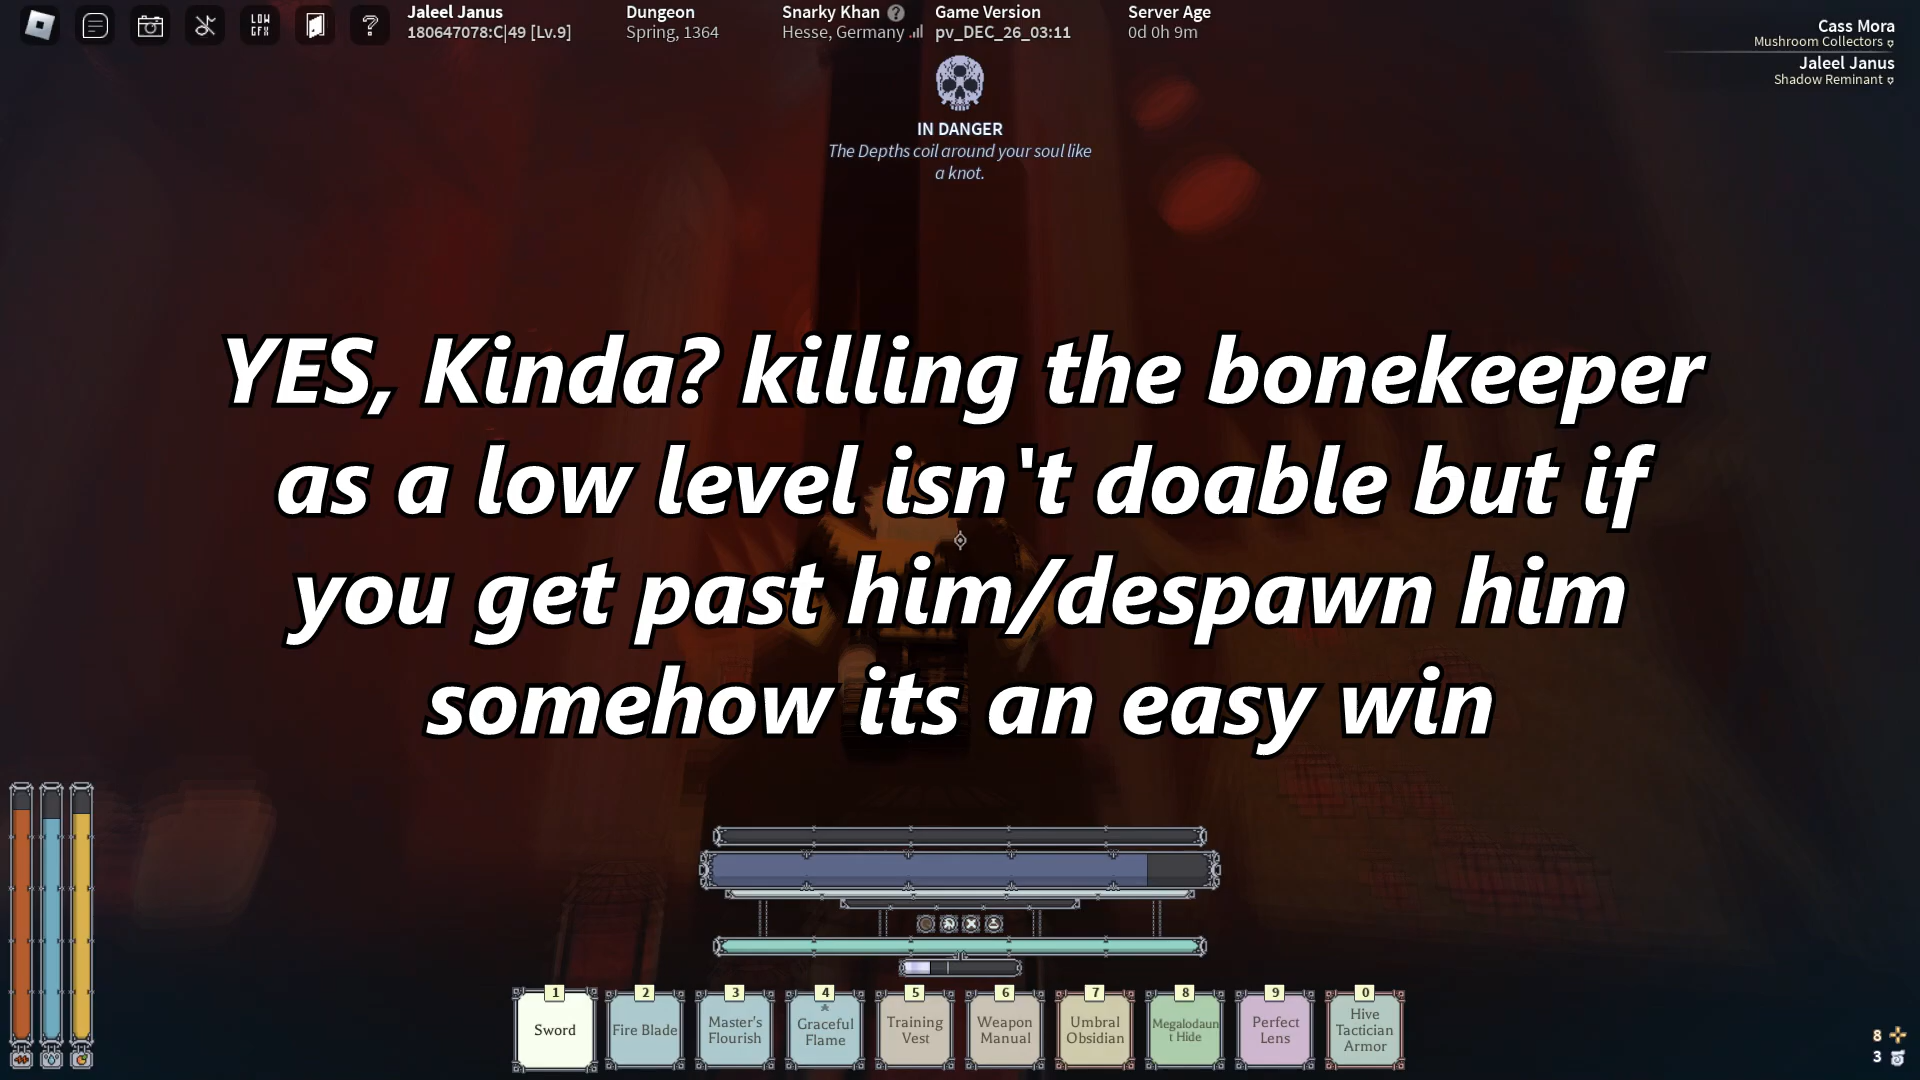 LOW
GFX
?
Jaleel Janus
180647078:C|49 [Lv.9]
Dungeon
Spring, 1364
Snarky Khan ?
Hesse, Germany
Game Version
pv_DEC_26_03:11
Server Age
0d 0h 9m
Cass Mora
Mushroom Collectors
Jaleel Janus
Shadow Reminant
IN DANGER
The Depths coil around your soul like
a knot.
YES, Kinda? killing the bonekeeper
as a low level isn't doable but if
you get past him/despawn him
somehow its an easy win
1
Sword
2
Fire Blade
3
Master's
Flourish
4
Graceful
Flame
5
Training
Vest
6
Weapon
Manual
7
Umbral
Obsidian
8
Megalodaun
t Hide
9
Perfect
Lens
0
Hive
Tactician
Armor
8
3